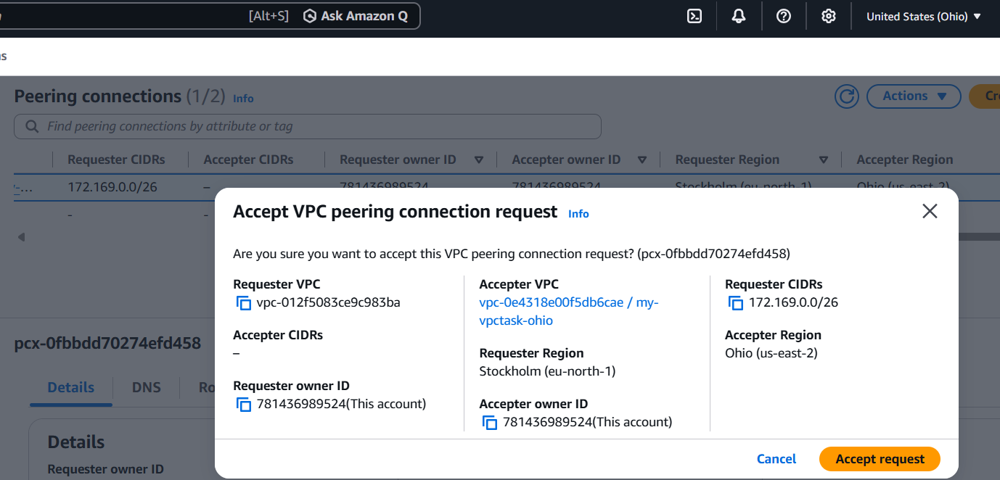 [Alt+S] Ask Amazon Q United States (Ohio)
Peering connections (1/2) Info
Actions
Find peering connections by attribute or tag
Requester CIDRs Accepter CIDRs Requester owner ID Accepter owner ID Requester Region Accepter Region
172.169.0.0/26 – 781436989524 781436989524 Stockholm (eu-north-1) Ohio (us-east-2)
- -
Accept VPC peering connection request Info
Are you sure you want to accept this VPC peering connection request? (pcx-0fbbdd70274efd458)
Requester VPC
vpc-012f5083ce9c983ba
Accepter CIDRs
–
Requester owner ID
781436989524(This account)
Accepter VPC
vpc-0e4318e00f5db6cae / my-
vpctask-ohio
Requester Region
Stockholm (eu-north-1)
Accepter owner ID
781436989524(This account)
Requester CIDRs
172.169.0.0/26
Accepter Region
Ohio (us-east-2)
Cancel Accept request
pcx-0fbbdd70274efd458
Details DNS Ro
Details
Requester owner ID